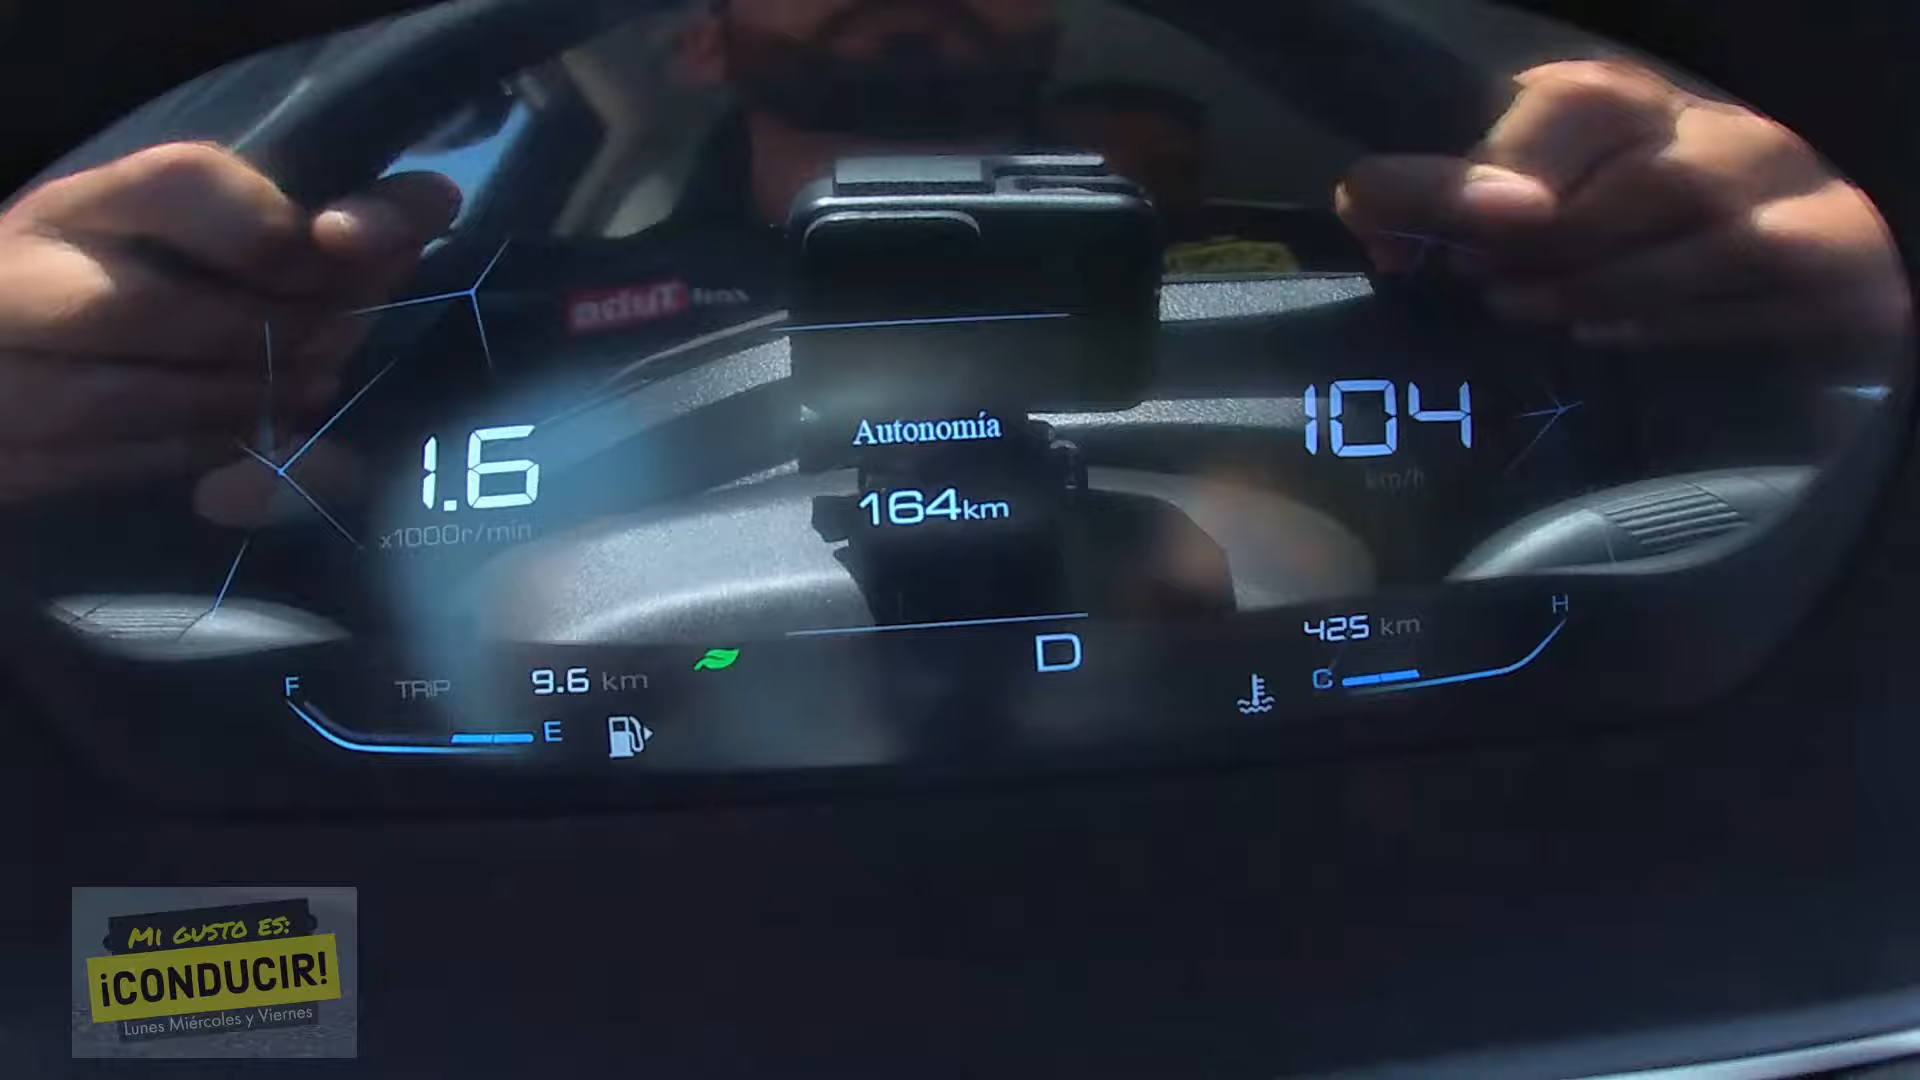 1.6
x1000r/min
Autonomía
164km
104
km/h
F
TRIP
9.6 km
E
D
425 km
H
C
MI GUSTO ES:
¡CONDUCIR!
Lunes Miércoles y Viernes